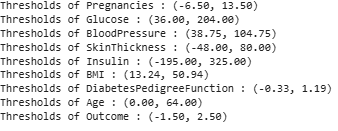 Thresholds of Pregnancies : (-6.50, 13.50)
Thresholds of Glucose : (36.00, 204.00)
Thresholds of BloodPressure : (38.75, 104.75)
Thresholds of SkinThickness : (-48.00, 80.00)
Thresholds of Insulin : (-195.00, 325.00)
Thresholds of BMI : (13.24, 50.94)
Thresholds of DiabetesPedigreeFunction : (-0.33, 1.19)
Thresholds of Age : (0.00, 64.00)
Thresholds of Outcome : (-1.50, 2.50)